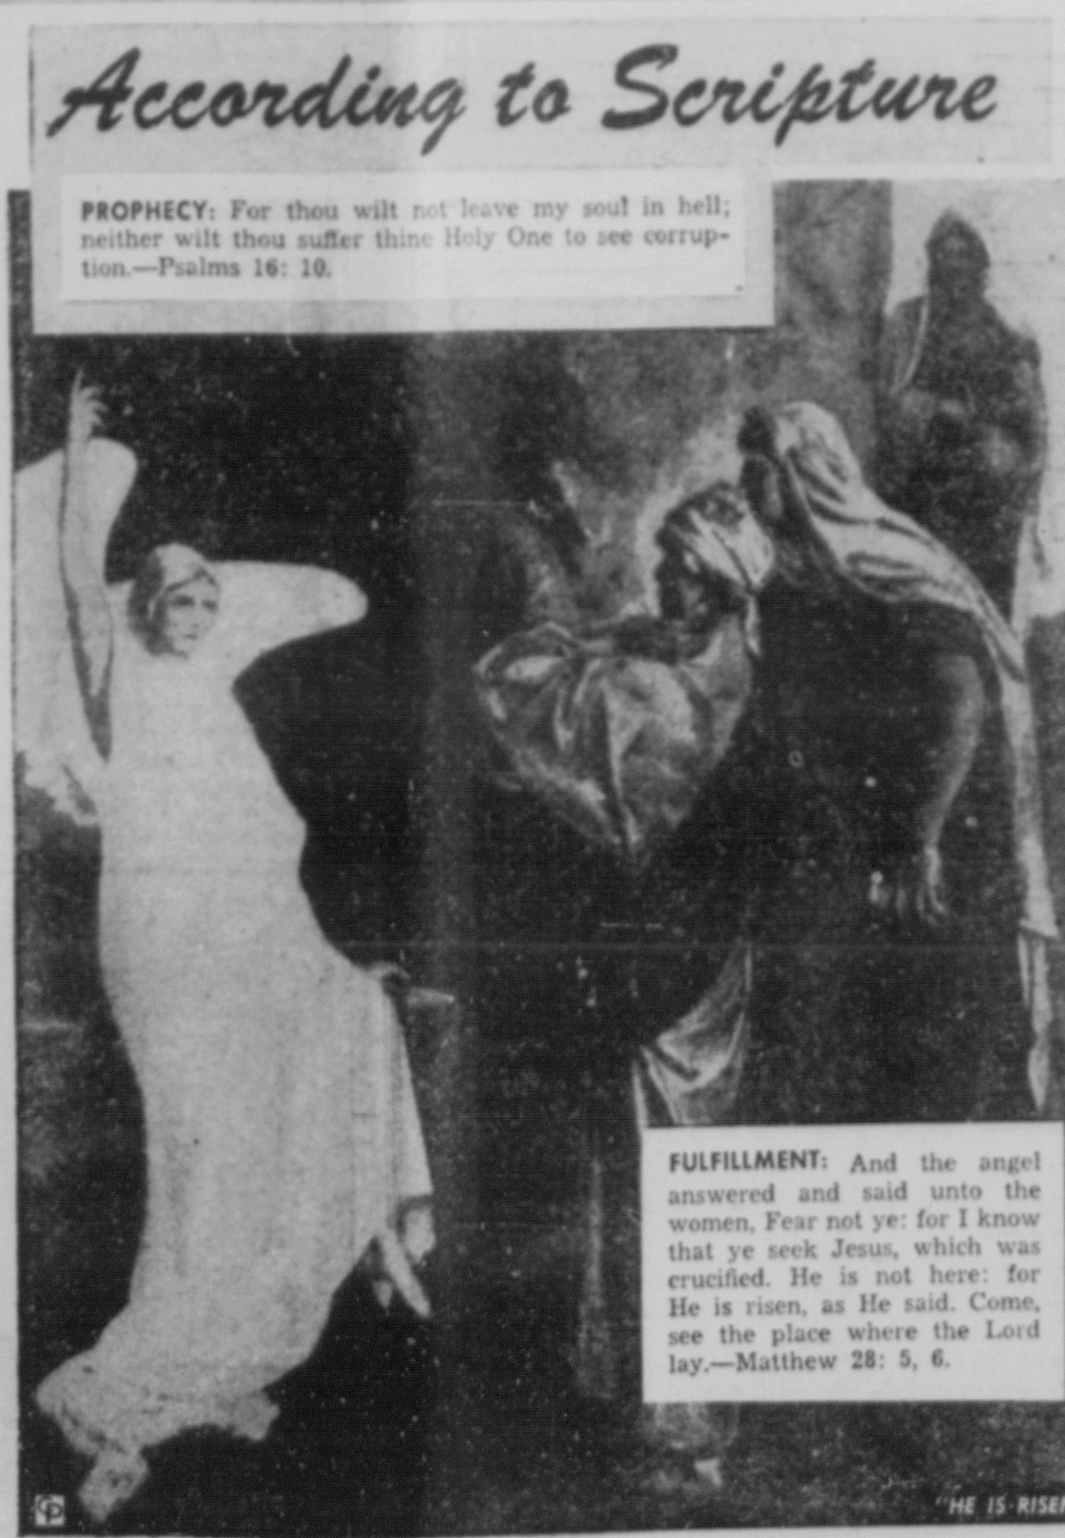 According to Scripture
PROPHECY: For thou wilt not leave my soul in hell;
neither wilt thou suffer thine Holy One to see corrup-
tion.—Psalms 16: 10.
FULFILLMENT: And the angel
answered and said unto the
women, Fear not ye: for I know
that ye seek Jesus, which was
crucified. He is not here: for
He is risen, as He said. Come,
see the place where the Lord
lay.—Matthew 28: 5, 6.
CP
"HE IS RISEN